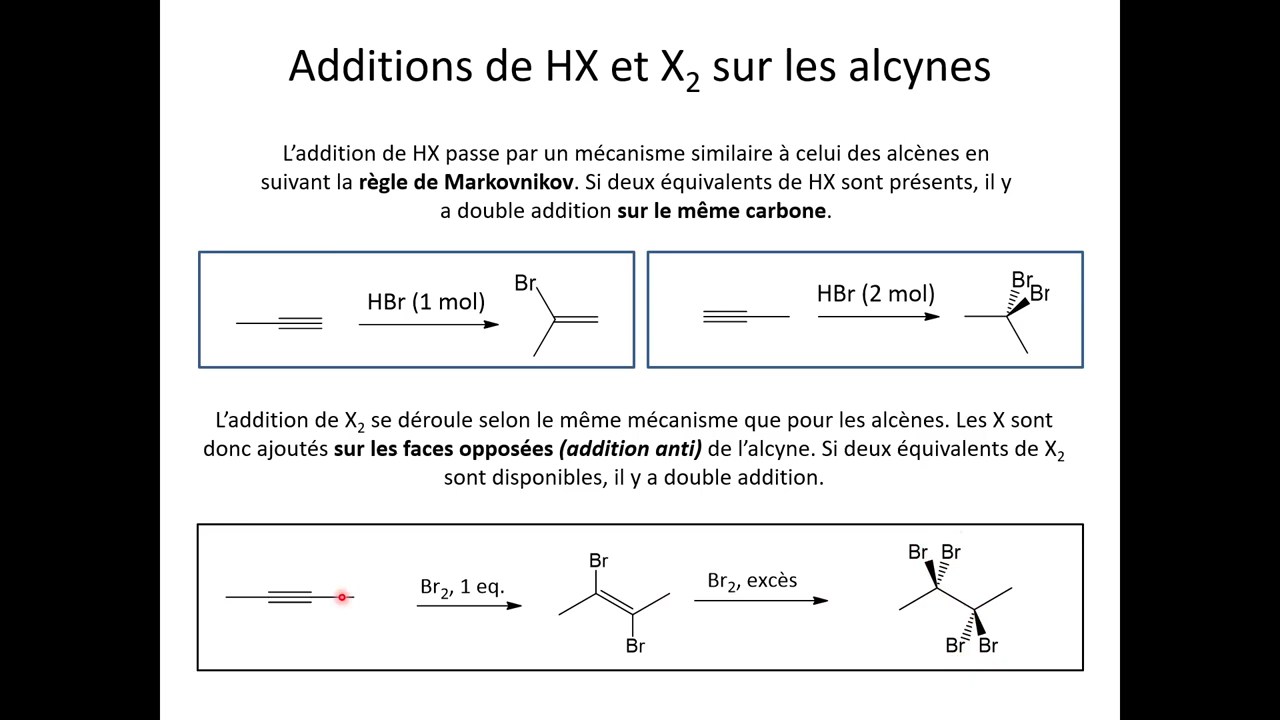 Additions de HX et X₂ sur les alcynes
L’addition de HX passe par un mécanisme similaire à celui des alcènes en
suivant la règle de Markovnikov. Si deux équivalents de HX sont présents, il y
a double addition sur le même carbone.
HBr (1 mol)
Br
HBr (2 mol)
Br
Br
L’addition de X₂ se déroule selon le même mécanisme que pour les alcènes. Les X sont
donc ajoutés sur les faces opposées (addition anti) de l’alcyne. Si deux équivalents de X₂
sont disponibles, il y a double addition.
Br₂, 1 eq.
Br
Br
Br₂, excès
Br Br
Br Br